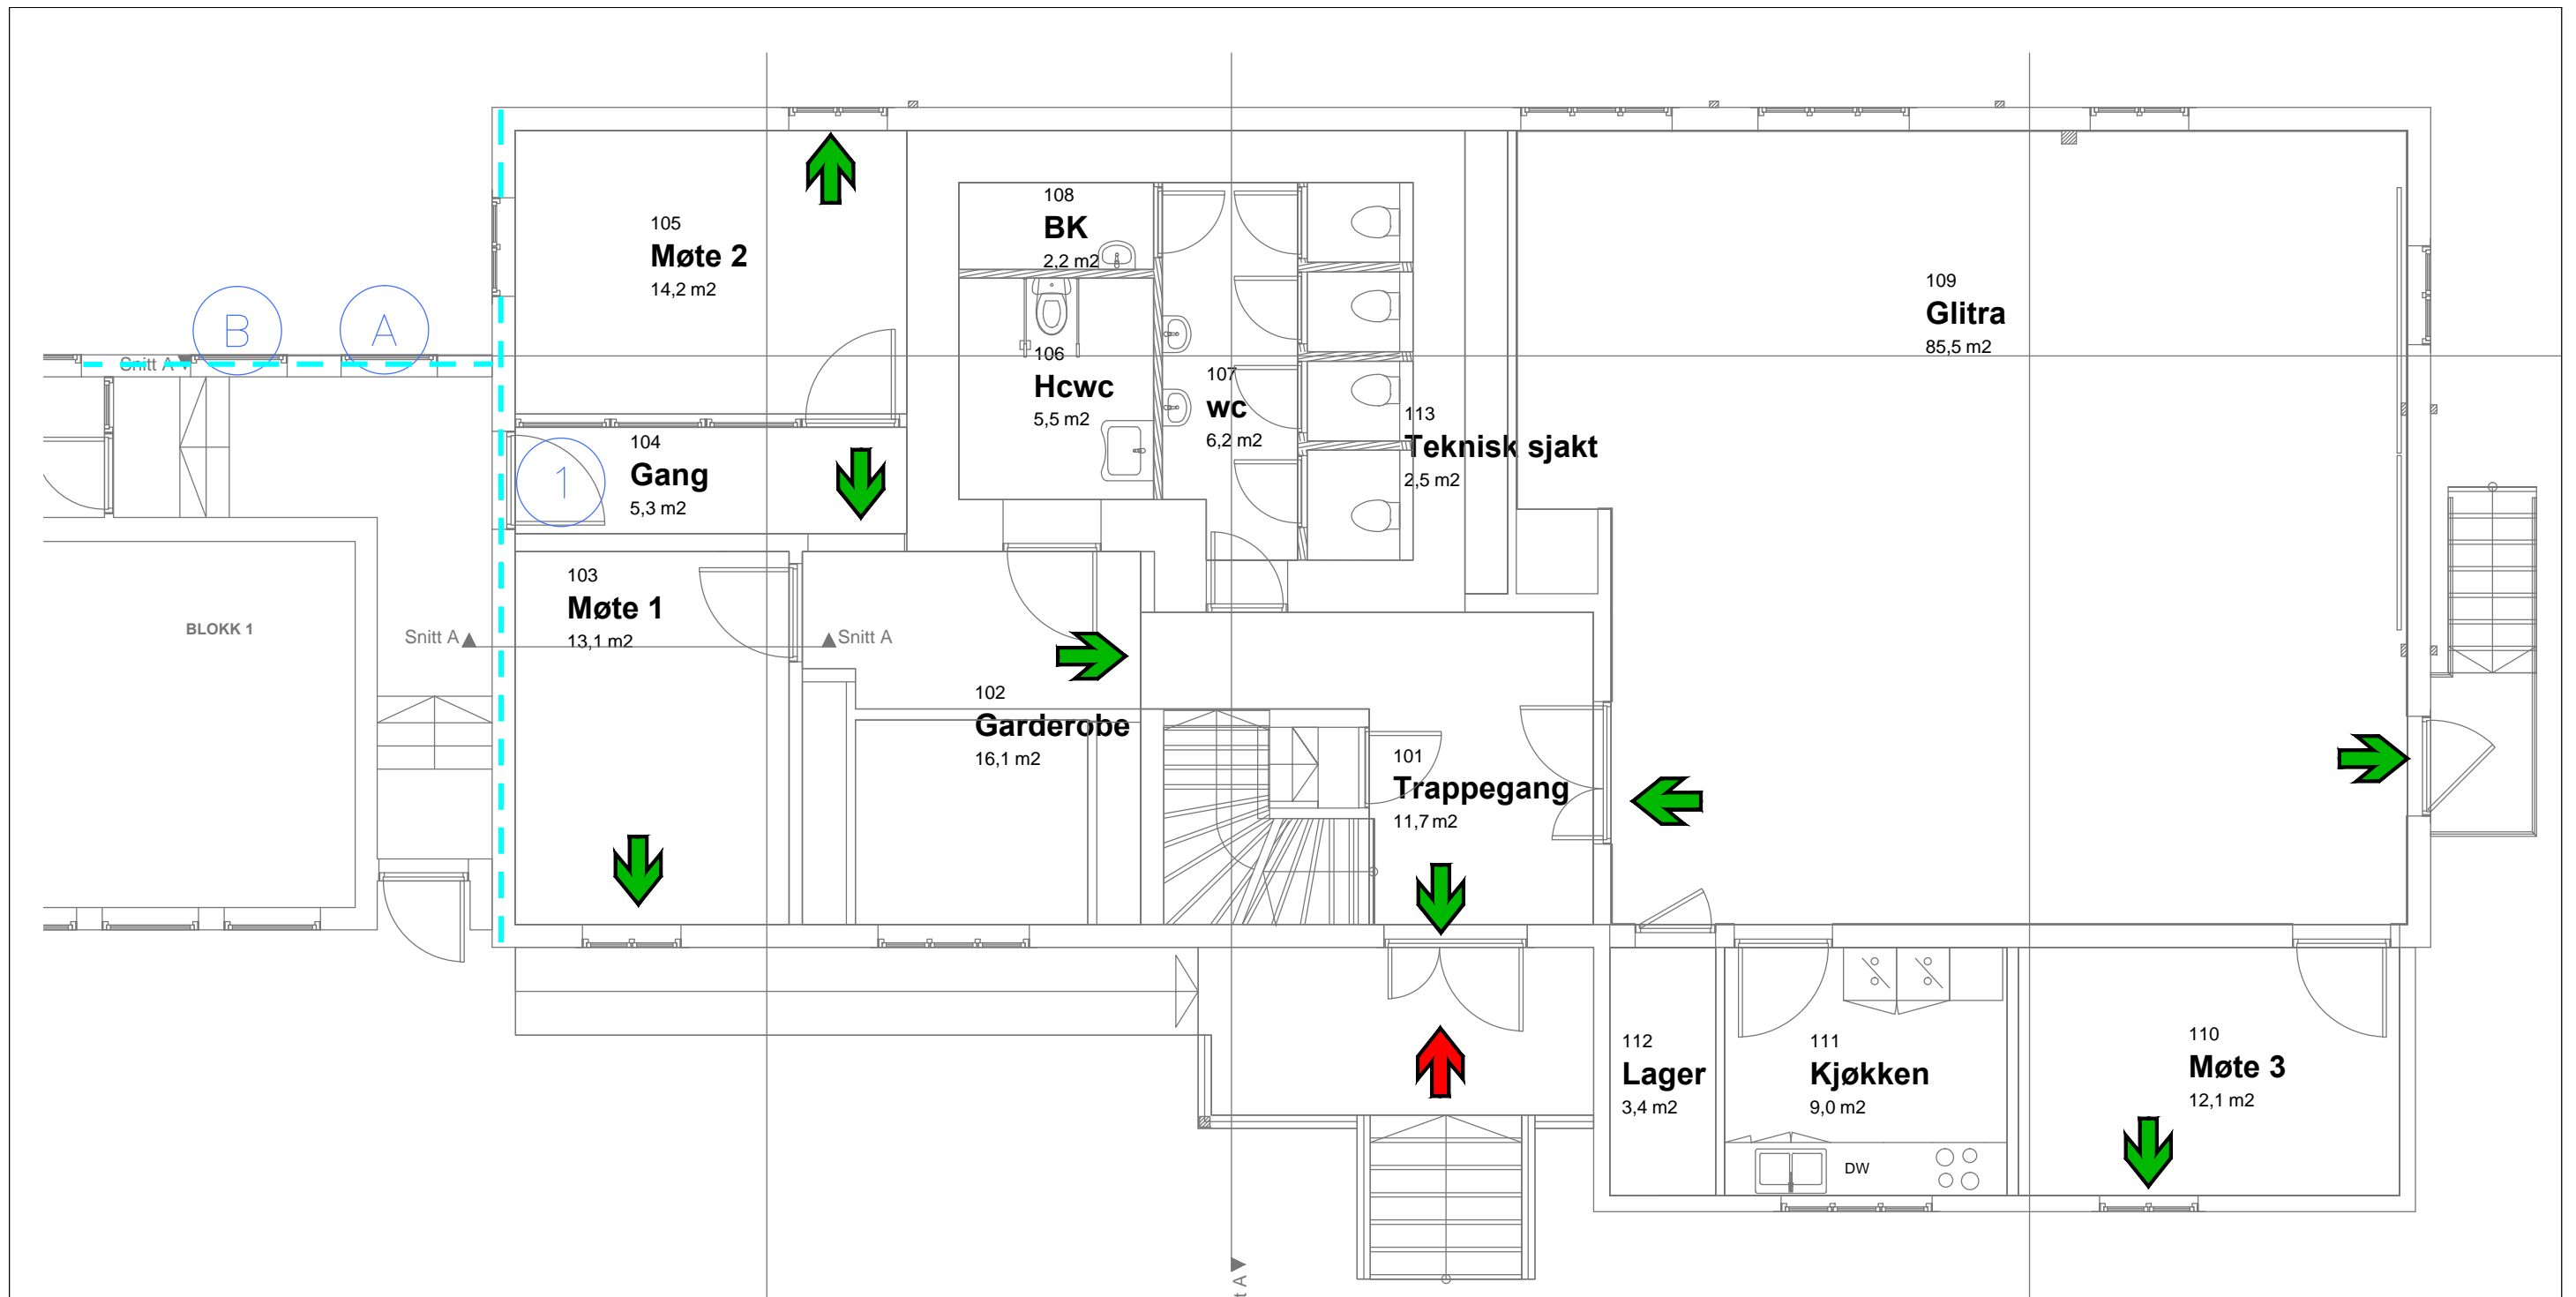 105
Møte 2
14,2 m2
108
BK
2,2 m2
109
Glitra
85,5 m2
B
A
Snitt A
106
Hcwc
5,5 m2
107
wc
6,2 m2
113
Teknisk sjakt
2,5 m2
104
Gang
5,3 m2
1
103
Møte 1
13,1 m2
BLOKK 1
Snitt A
Snitt A
102
Garderobe
16,1 m2
101
Trappegang
11,7 m2
112
Lager
3,4 m2
111
Kjøkken
9,0 m2
110
Møte 3
12,1 m2
DW
tt A